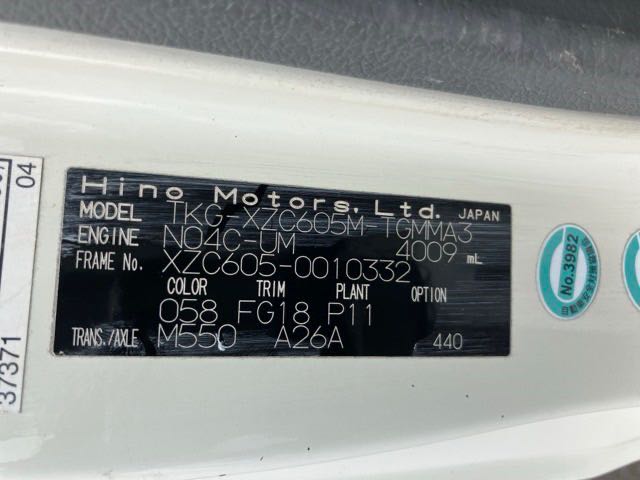 Hino Motors, Ltd. JAPAN
MODEL TKG-XZC605M-TGMMA3
ENGINE N04C-UM 4009 mL
FRAME NO. XZC605-0010332
COLOR TRIM PLANT OPTION
058 FG18 P11
TRANS./AXLE M550 A26A 440
04
37371
No.3982